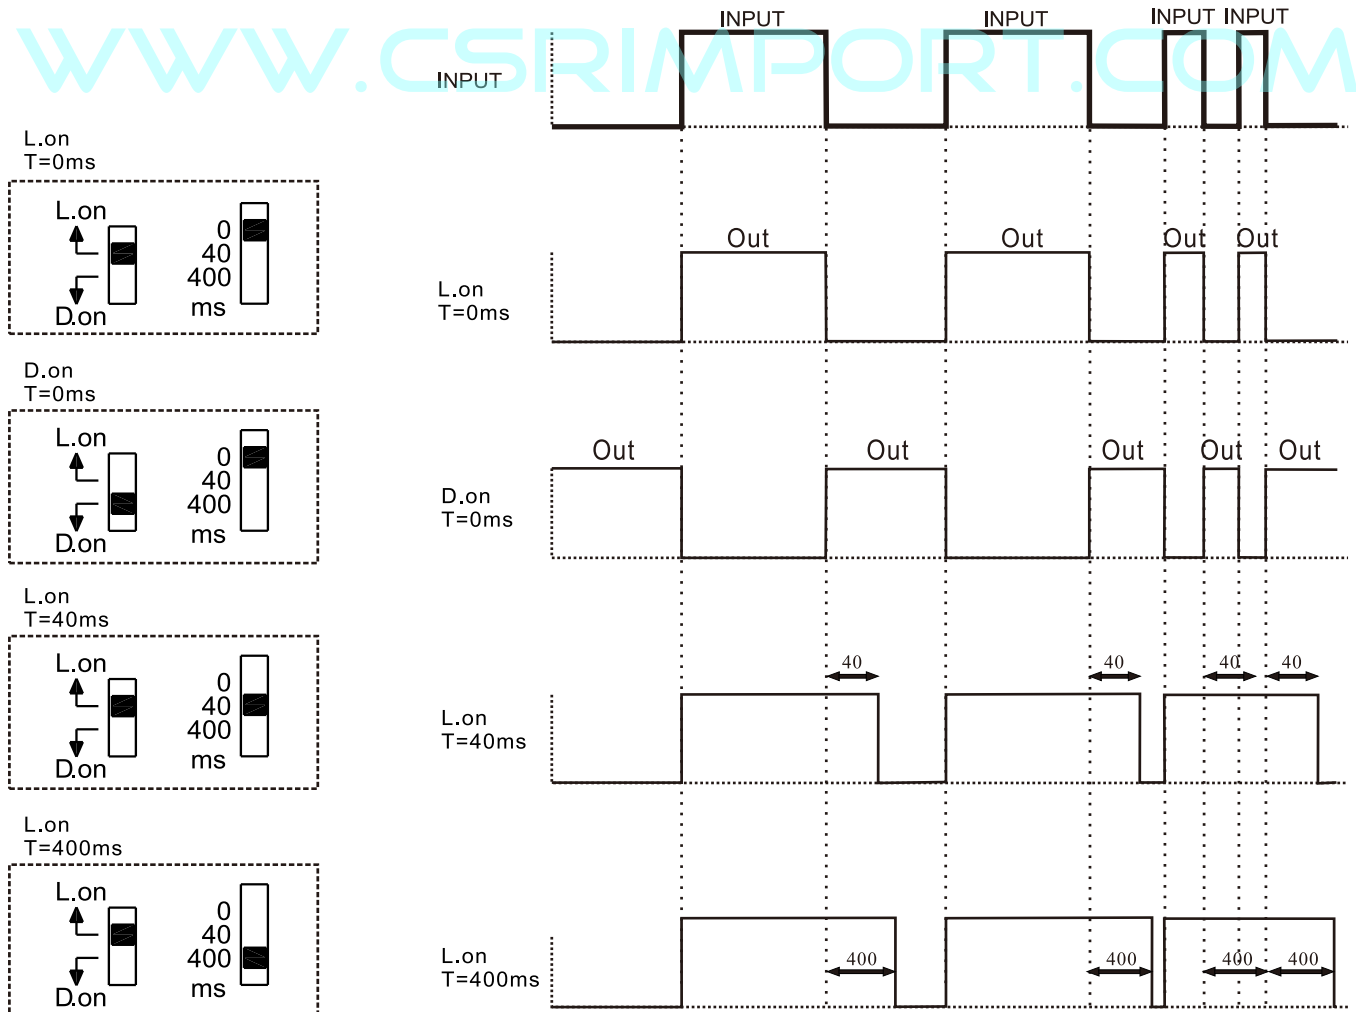 WWW.CSRIMPORT.COM
INPUT INPUT INPUT INPUT
INPUT
L.on
T=0ms
L.on
D.on
0
40
400
ms
L.on
T=0ms
Out Out Out Out
D.on
T=0ms
L.on
D.on
0
40
400
ms
D.on
T=0ms
Out Out Out Out Out
L.on
T=40ms
L.on
D.on
0
40
400
ms
L.on
T=40ms
40 40 40 40
L.on
T=400ms
L.on
D.on
0
40
400
ms
L.on
T=400ms
400 400 400 400